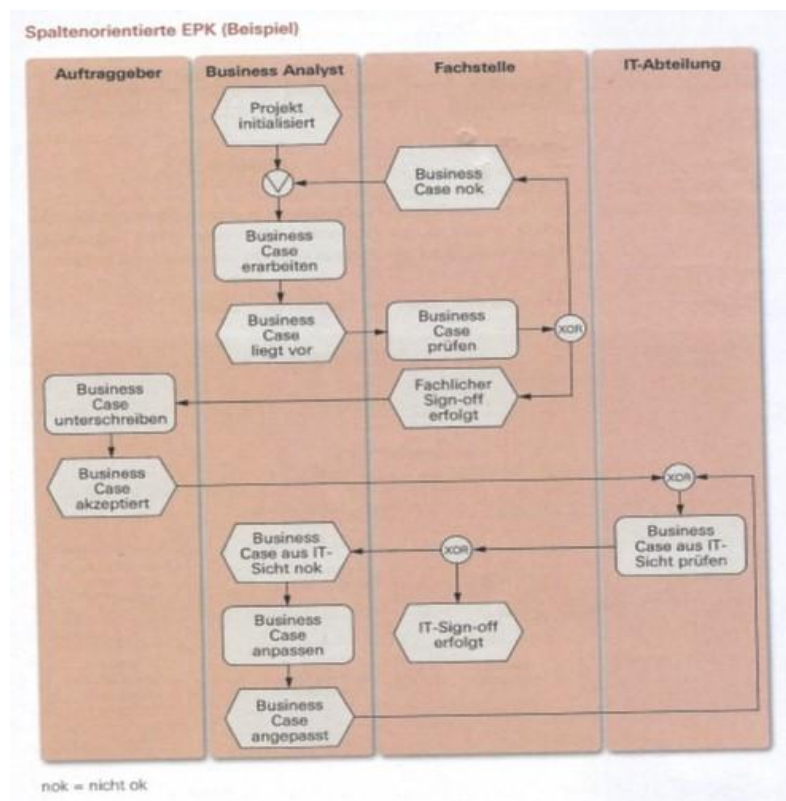 Spaltenorientierte EPK (Beispiel)
Auftraggeber
Business Analyst
Fachstelle
IT-Abteilung
Projekt
initialisiert
Business
Case nok
Business
Case
erarbeiten
Business
Case
liegt vor
Business
Case
prüfen
XOR
Business
Case
unterschreiben
Fachlicher
Sign-off
erfolgt
Business
Case
akzeptiert
XOR
Business
Case aus IT-
Sicht nok
XOR
Business
Case aus IT-
Sicht prüfen
Business
Case
anpassen
IT-Sign-off
erfolgt
Business
Case
angepasst
nok = nicht ok